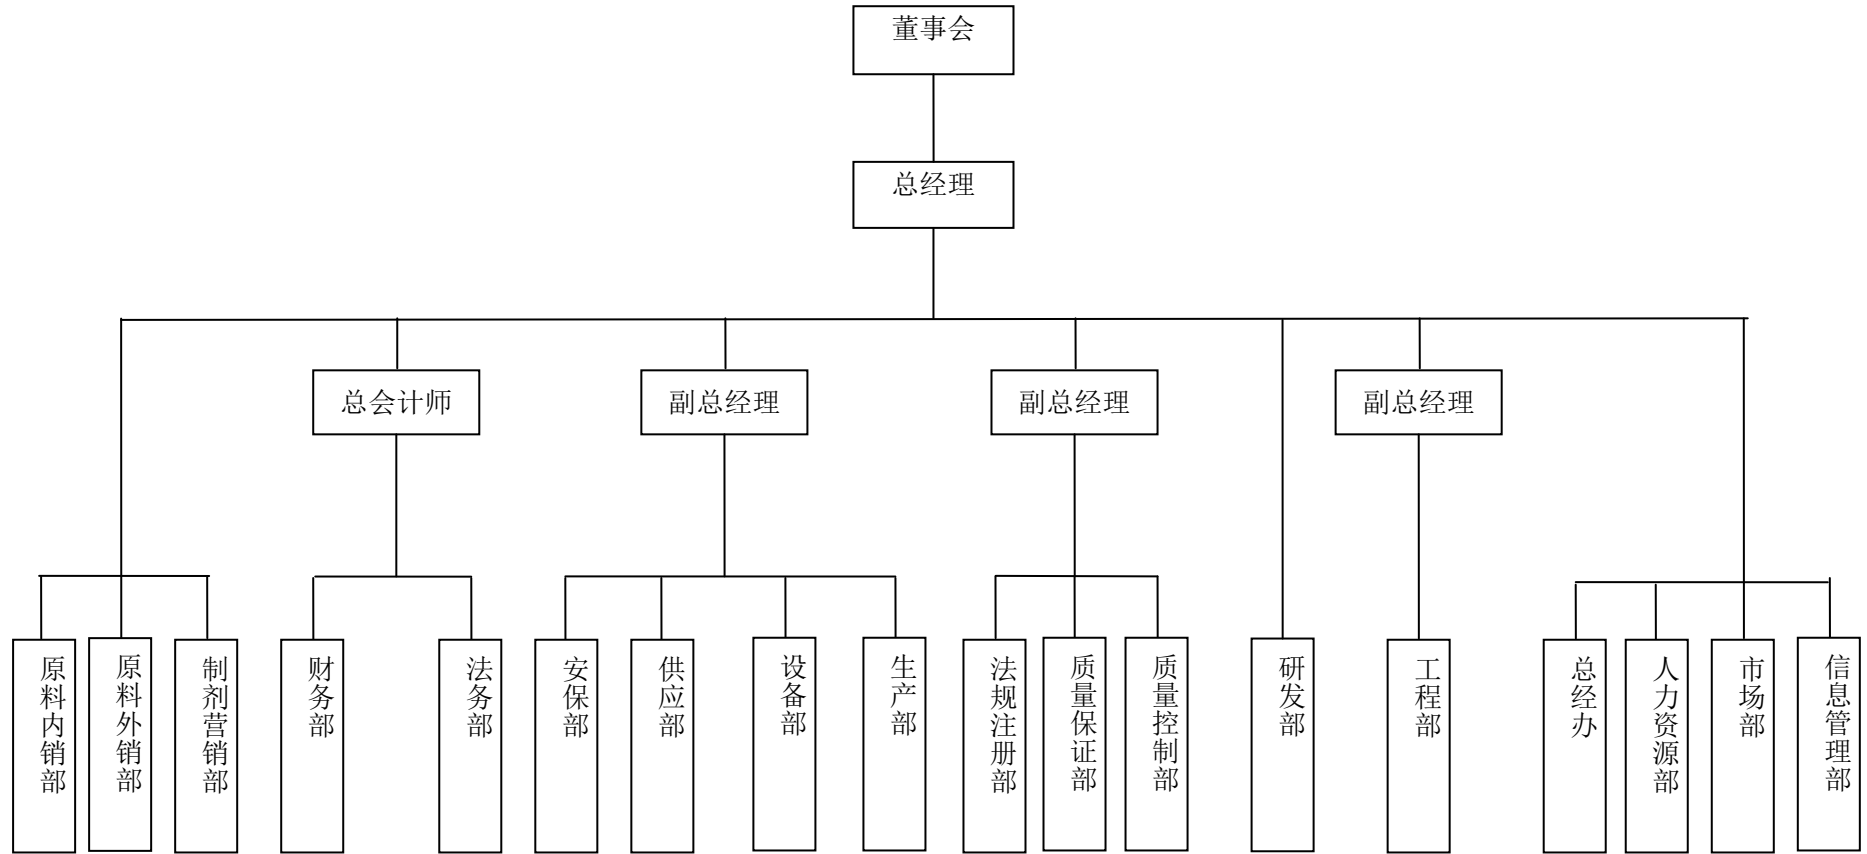 董事会
总经理
总会计师
副总经理
副总经理
副总经理
原料内销部
原料外销部
制剂营销部
财务部
法务部
安保部
供应部
设备部
生产部
法规注册部
质量保证部
质量控制部
研发部
工程部
总经办
人力资源部
市场部
信息管理部